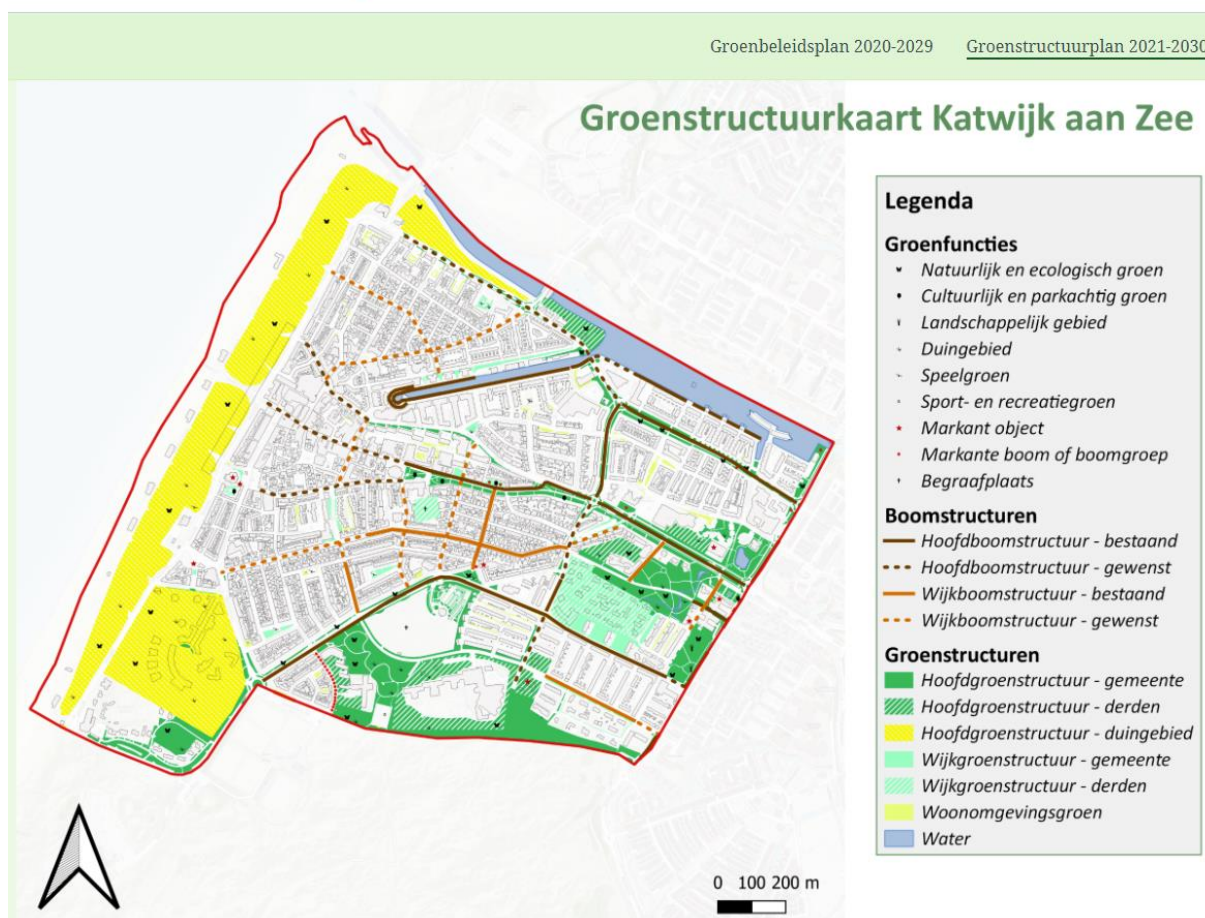 Groenbeleidsplan 2020-2029 Groenstructuurplan 2021-2030
Groenstructuurkaart Katwijk aan Zee
Legenda
Groenfuncties
Natuurlijk en ecologisch groen
Cultuurlijk en parkachtig groen
Landschappelijk gebied
Duingebied
Speelgroen
Sport- en recreatiegroen
Markant object
Markante boom of boomgroep
Begraafplaats
Boomstructuren
Hoofdboomstructuur - bestaand
Hoofdboomstructuur - gewenst
Wijkboomstructuur - bestaand
Wijkboomstructuur - gewenst
Groenstructuren
Hoofdgroenstructuur - gemeente
Hoofdgroenstructuur - derden
Hoofdgroenstructuur - duingebied
Wijkgroenstructuur - gemeente
Wijkgroenstructuur - derden
Woonomgevingsgroen
Water
0 100 200 m